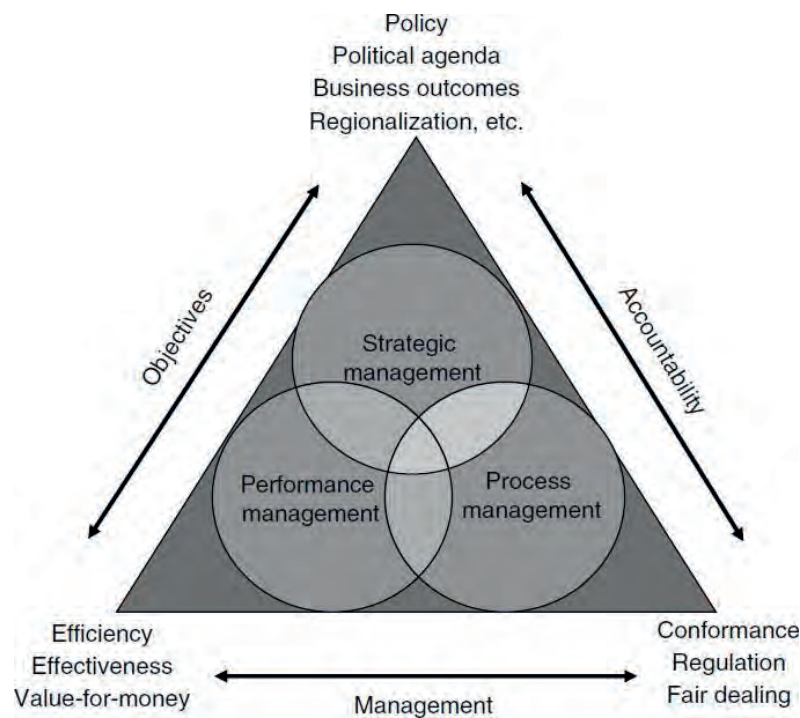 Policy
Political agenda
Business outcomes
Regionalization, etc.
Objectives
Accountability
Strategic
management
Performance
management
Process
management
Efficiency
Effectiveness
Value-for-money
Management
Conformance
Regulation
Fair dealing